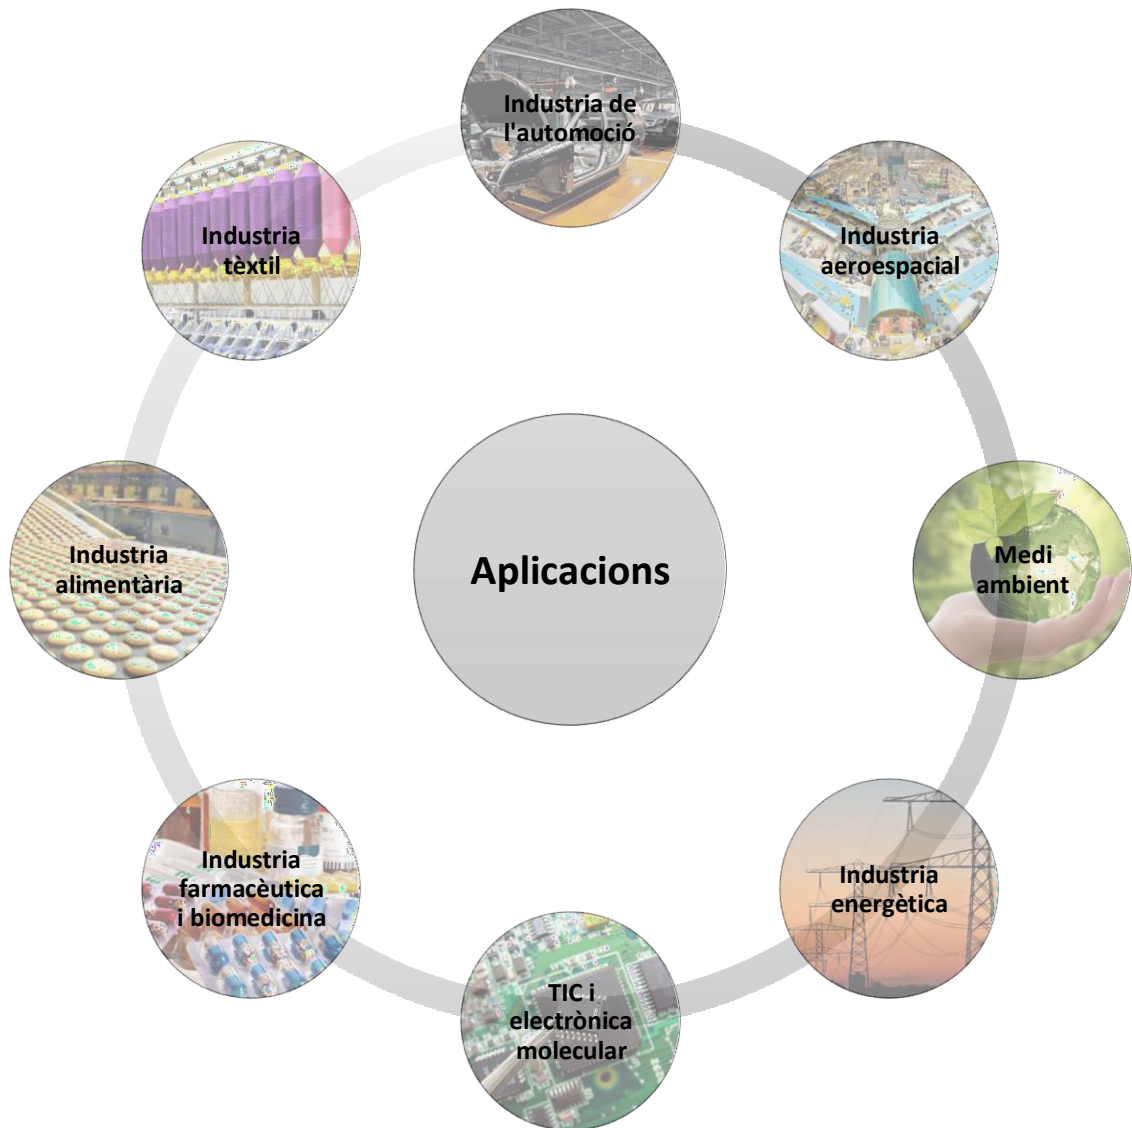 Industria de
l'automoció
Industria
aeroespacial
Medi
ambient
Industria
energètica
TIC i
electrònica
molecular
Industria
farmacèutica
i biomedicina
Industria
alimentària
Industria
tèxtil
Aplicacions